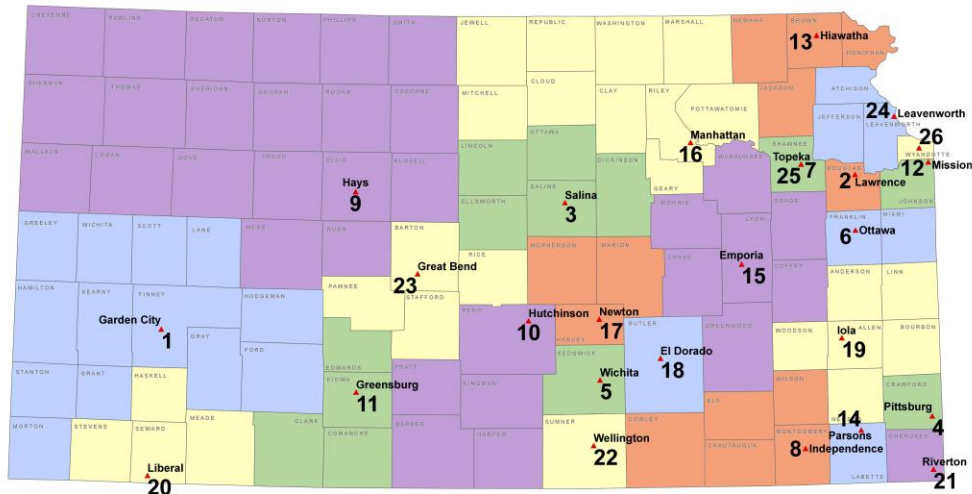 CHEYENNE
RAWLINS
DECATUR
NORTON
PHILLIPS
SMITH
JEWELL
REPUBLIC
WASHINGTON
MARSHALL
NEMAHA
BROWN
13
Hiawatha
DONIPHAN
SHERMAN
THOMAS
SHERIDAN
GRAHAM
ROOKS
OSBORNE
MITCHELL
CLOUD
CLAY
RILEY
POTTAWATOMIE
JACKSON
ATCHISON
24
Leavenworth
JEFFERSON
LEAVENWORTH
26
WALLACE
LOGAN
GOVE
TREGO
ELLIS
RUSSELL
LINCOLN
OTTAWA
DICKINSON
Manhattan
16
GEARY
WABAUNSEE
SHAWNEE
Topeka
25
7
WYANDOTTE
12
Mission
DOUGLAS
2
Lawrence
JOHNSON
Hays
9
ELLSWORTH
SALINE
Salina
3
MORRIS
LYON
OSAGE
FRANKLIN
6
Ottawa
MIAMI
GREELEY
WICHITA
SCOTT
LANE
NESS
RUSH
BARTON
Great Bend
23
RICE
MCPHERSON
MARION
CHASE
Emporia
15
COFFEY
ANDERSON
LINN
HAMILTON
KEARNY
FINNEY
Garden City
1
HODGEMAN
PAWNEE
STAFFORD
RENO
Hutchinson
10
Newton
17
HARVEY
BUTLER
El Dorado
18
GREENWOOD
WOODSON
Iola
19
ALLEN
BOURBON
GRAY
FORD
EDWARDS
KIOWA
Greensburg
11
PRATT
KINGMAN
SEDGWICK
Wichita
5
ELK
WILSON
CRAWFORD
Pittsburg
4
STANTON
GRANT
HASKELL
MORTON
STEVENS
SEWARD
MEADE
CLARK
COMANCHE
BARBER
HARPER
SUMNER
Wellington
22
COWLEY
CHAUTAUQUA
MONTGOMERY
8
Independence
14
Parsons
LABETTE
CHEROKEE
Riverton
21
Liberal
20